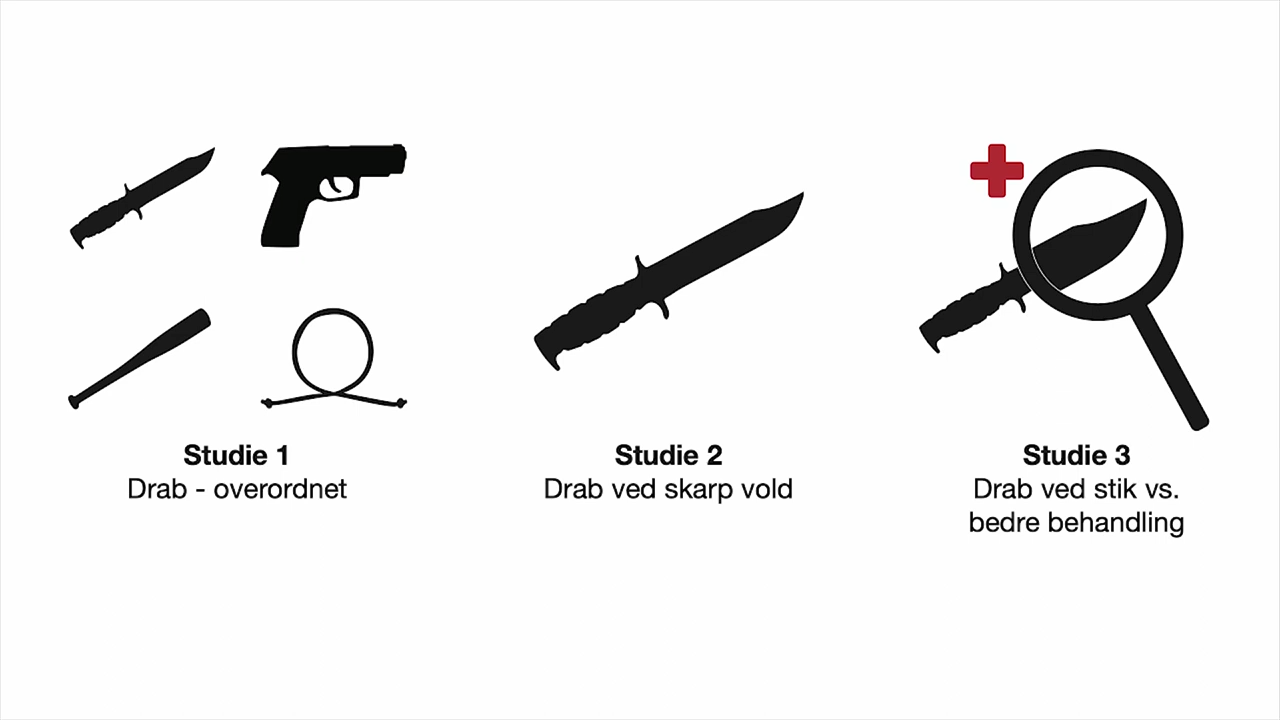 Studie 1
Drab - overordnet
Studie 2
Drab ved skarp vold
Studie 3
Drab ved stik vs.
bedre behandling